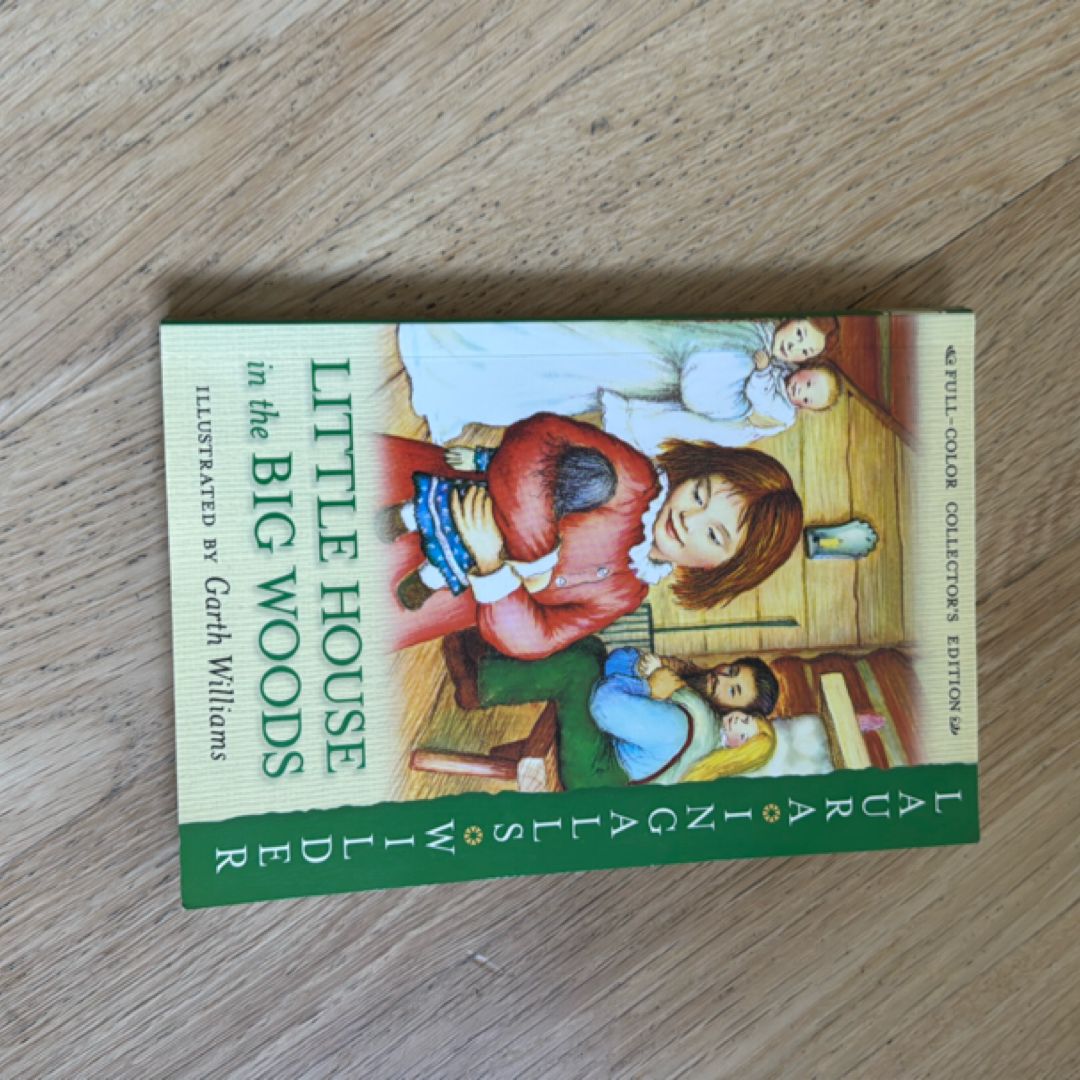 FULL-COLOR COLLECTOR'S EDITION
LAURA INGALLS WILDER
LITTLE HOUSE
in the BIG WOODS
ILLUSTRATED BY Garth Williams